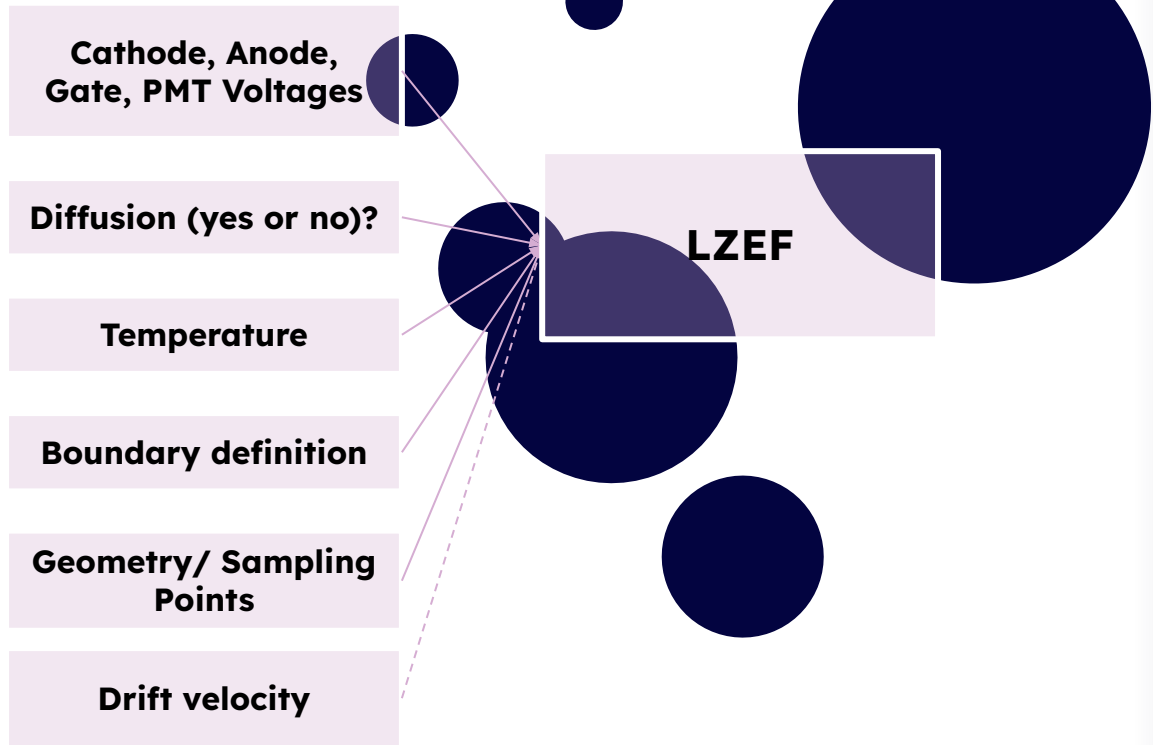 Cathode, Anode,
Gate, PMT Voltages
Diffusion (yes or no)?
Temperature
Boundary definition
Geometry/ Sampling
Points
Drift velocity
LZEF